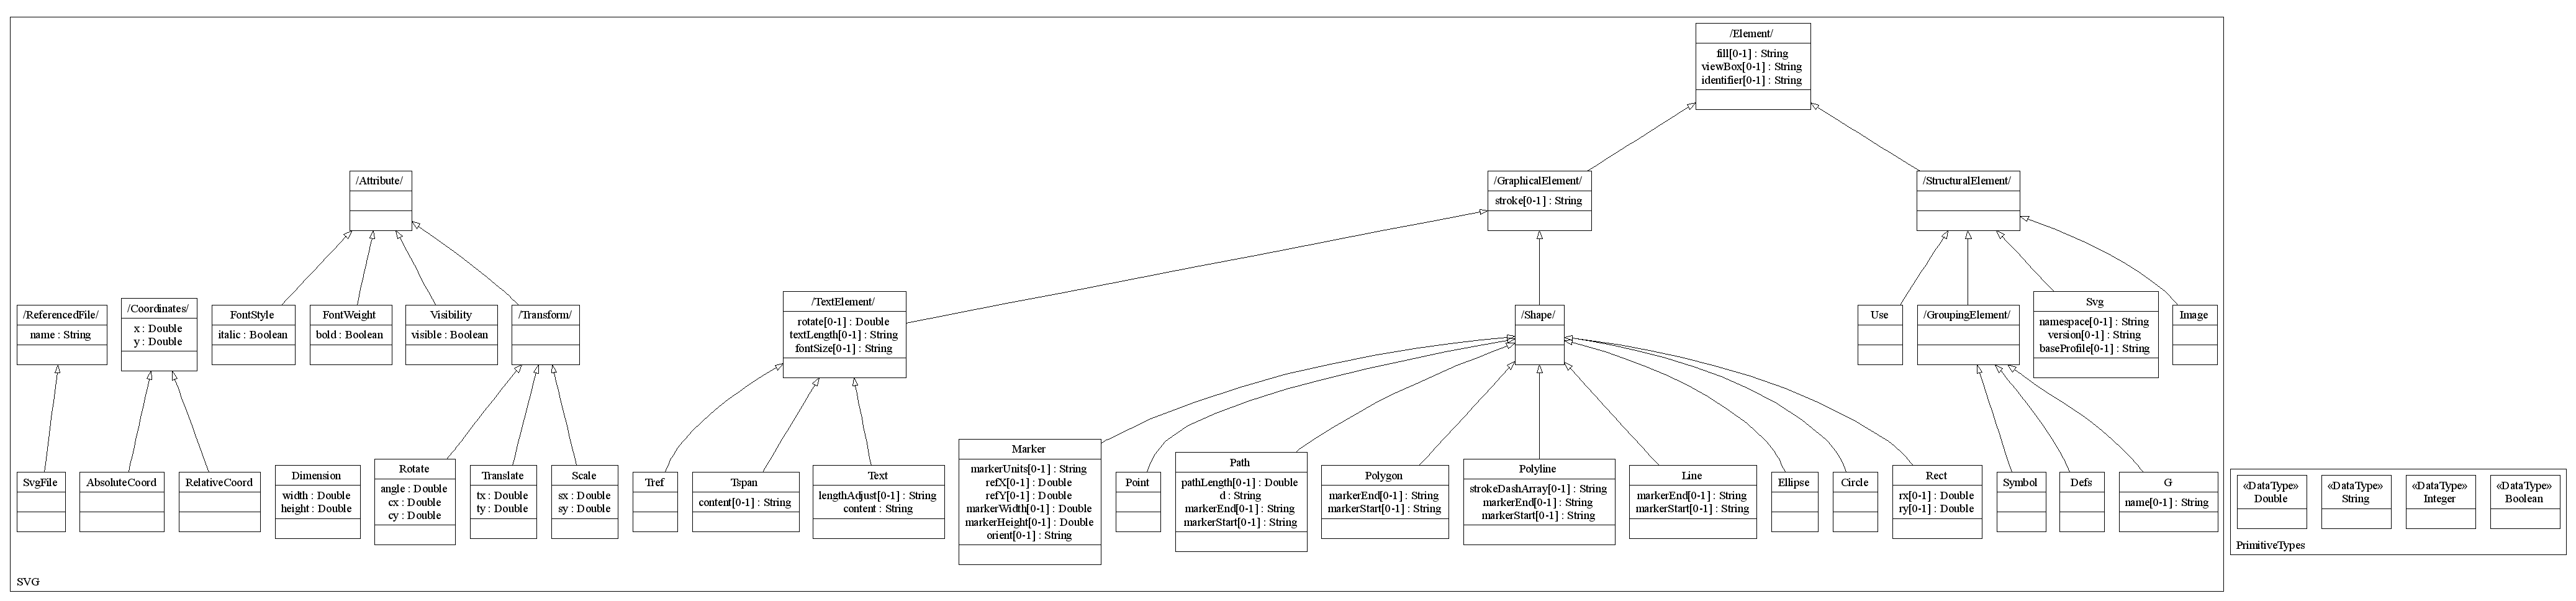 /Element/
fill[0-1] : String
viewBox[0-1] : String
identifier[0-1] : String
/Attribute/
/GraphicalElement/
stroke[0-1] : String
/StructuralElement/
/ReferencedFile/
name : String
/Coordinates/
x : Double
y : Double
FontStyle
italic : Boolean
FontWeight
bold : Boolean
Visibility
visible : Boolean
/Transform/
/TextElement/
rotate[0-1] : Double
textLength[0-1] : String
fontSize[0-1] : String
/Shape/
Use
/GroupingElement/
Svg
namespace[0-1] : String
version[0-1] : String
baseProfile[0-1] : String
Image
SvgFile
AbsoluteCoord
RelativeCoord
Dimension
width : Double
height : Double
Rotate
angle : Double
cx : Double
cy : Double
Translate
tx : Double
ty : Double
Scale
sx : Double
sy : Double
Tref
Tspan
content[0-1] : String
Text
lengthAdjust[0-1] : String
content : String
Marker
markerUnits[0-1] : String
refX[0-1] : Double
refY[0-1] : Double
markerWidth[0-1] : Double
markerHeight[0-1] : Double
orient[0-1] : String
Point
Path
pathLength[0-1] : Double
d : String
markerEnd[0-1] : String
markerStart[0-1] : String
Polygon
markerEnd[0-1] : String
markerStart[0-1] : String
Polyline
strokeDashArray[0-1] : String
markerEnd[0-1] : String
markerStart[0-1] : String
Line
markerEnd[0-1] : String
markerStart[0-1] : String
Ellipse
Circle
Rect
rx[0-1] : Double
ry[0-1] : Double
Symbol
Defs
G
name[0-1] : String
«DataType»
Double
«DataType»
String
«DataType»
Integer
«DataType»
Boolean
PrimitiveTypes
SVG